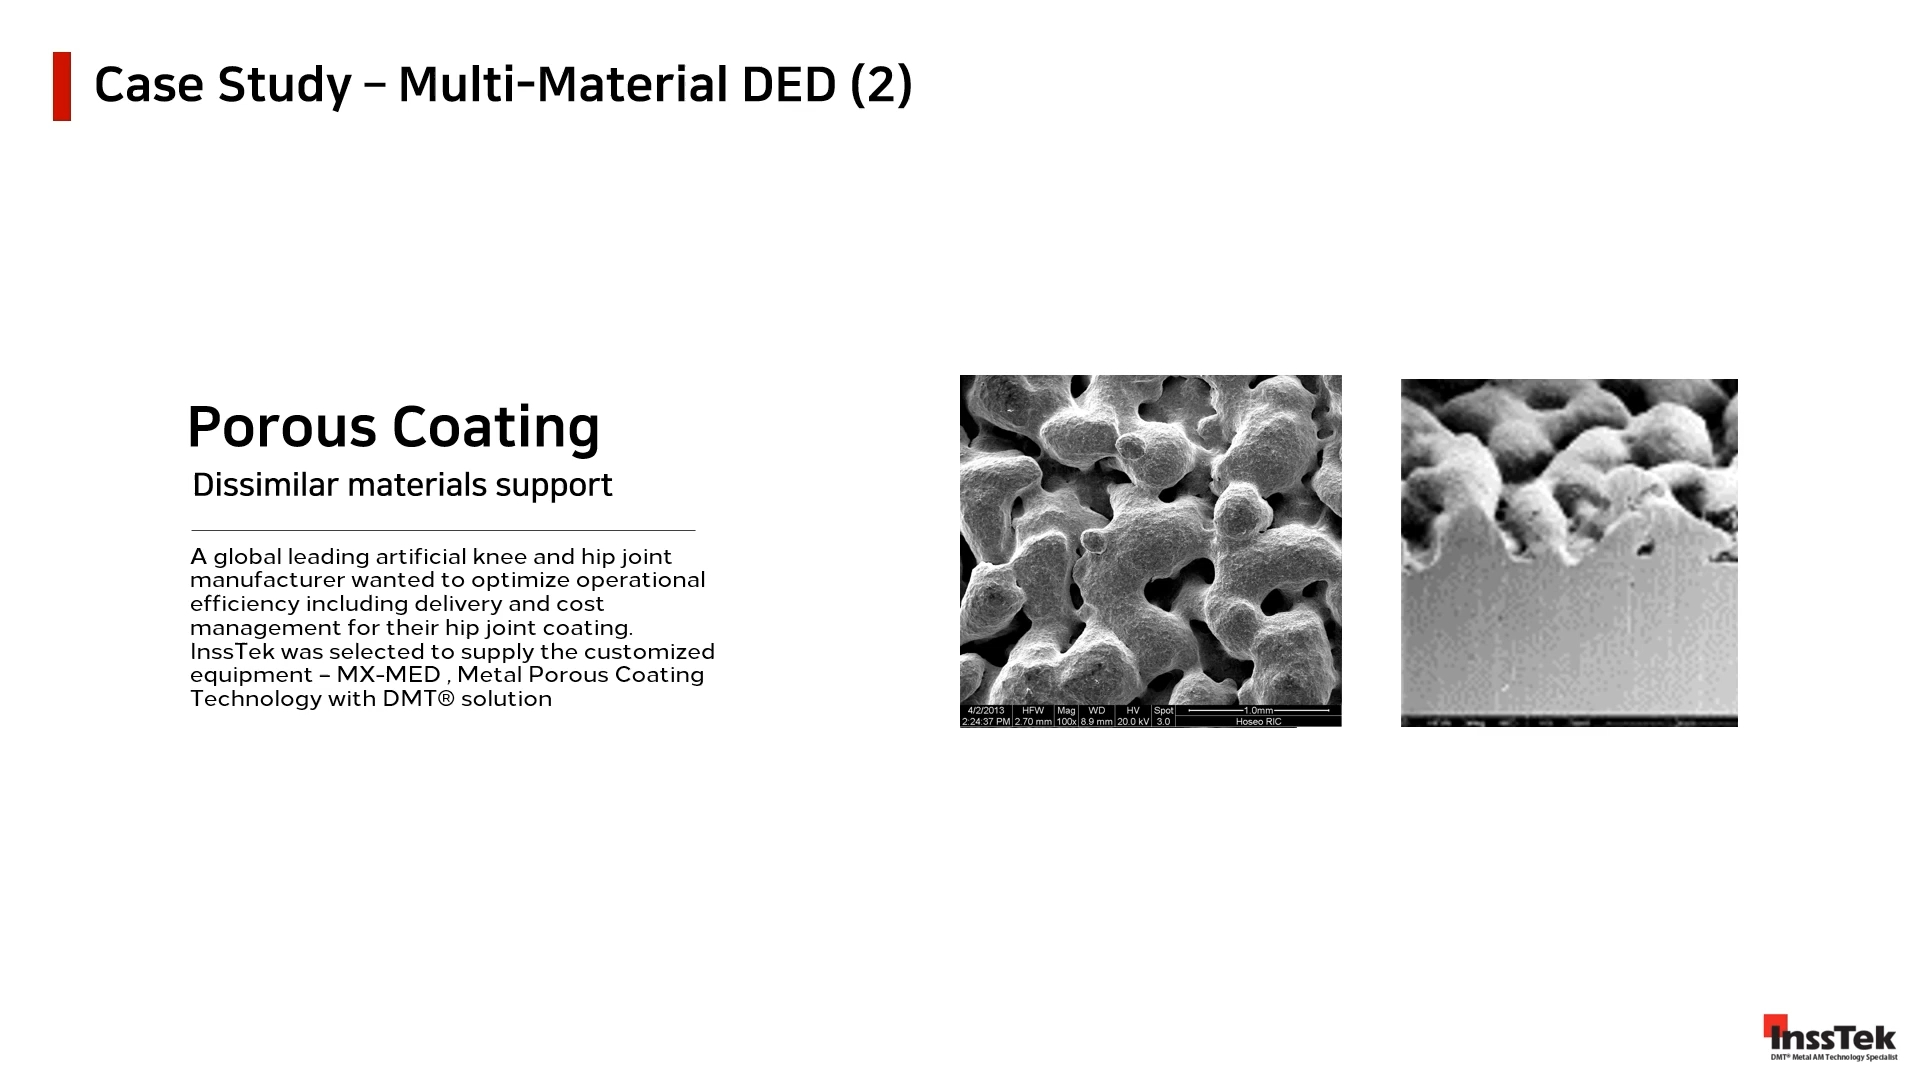 Case Study – Multi-Material DED (2)
Porous Coating
Dissimilar materials support
A global leading artificial knee and hip joint
manufacturer wanted to optimize operational
efficiency including delivery and cost
management for their hip joint coating.
InssTek was selected to supply the customized
equipment – MX-MED , Metal Porous Coating
Technology with DMT® solution
4/2/2013 HFW Mag WD HV Spot 1.0mm
2:24:37 PM 2.70 mm 100x 8.9 mm 20.0 kV 3.0 Hoseo RIC
InssTek
DMT® Metal AM Technology Specialist